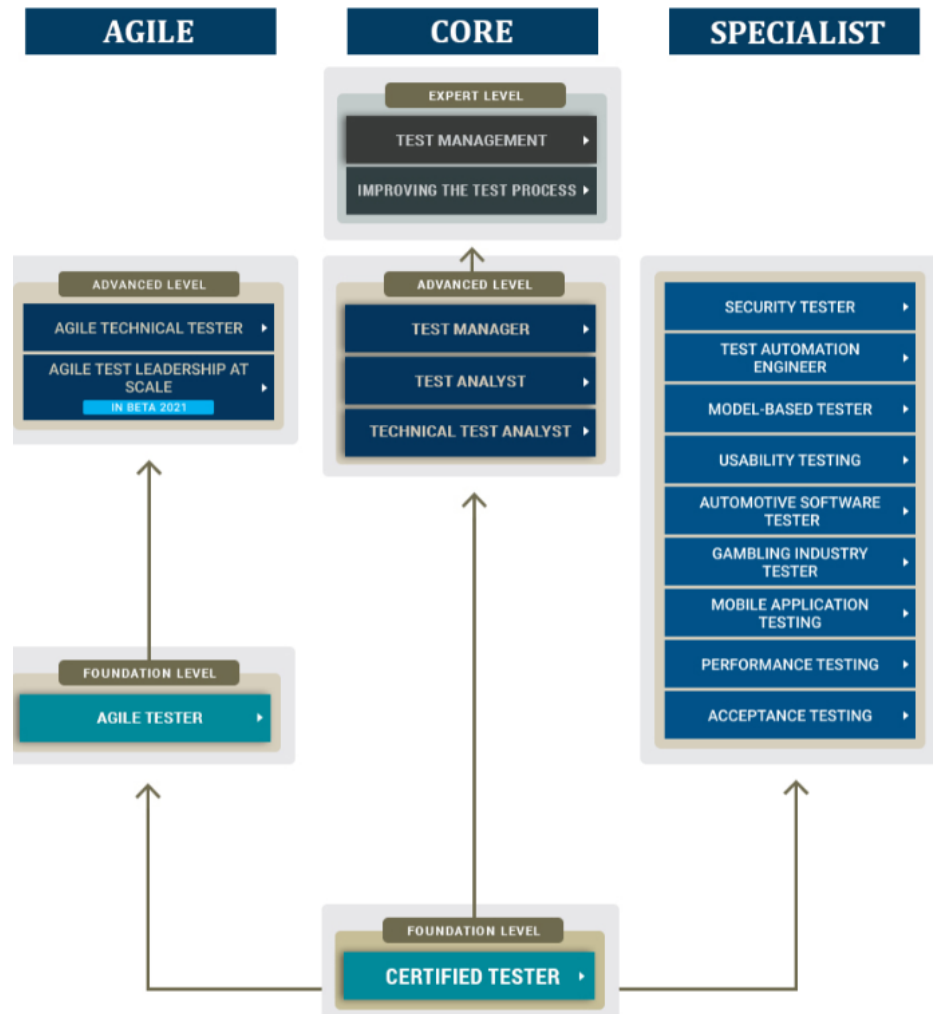 AGILE
CORE
SPECIALIST
EXPERT LEVEL
TEST MANAGEMENT
IMPROVING THE TEST PROCESS
ADVANCED LEVEL
AGILE TECHNICAL TESTER
AGILE TEST LEADERSHIP AT
SCALE
IN BETA 2021
ADVANCED LEVEL
TEST MANAGER
TEST ANALYST
TECHNICAL TEST ANALYST
SECURITY TESTER
TEST AUTOMATION
ENGINEER
MODEL-BASED TESTER
USABILITY TESTING
AUTOMOTIVE SOFTWARE
TESTER
GAMBLING INDUSTRY
TESTER
MOBILE APPLICATION
TESTING
PERFORMANCE TESTING
ACCEPTANCE TESTING
FOUNDATION LEVEL
AGILE TESTER
FOUNDATION LEVEL
CERTIFIED TESTER